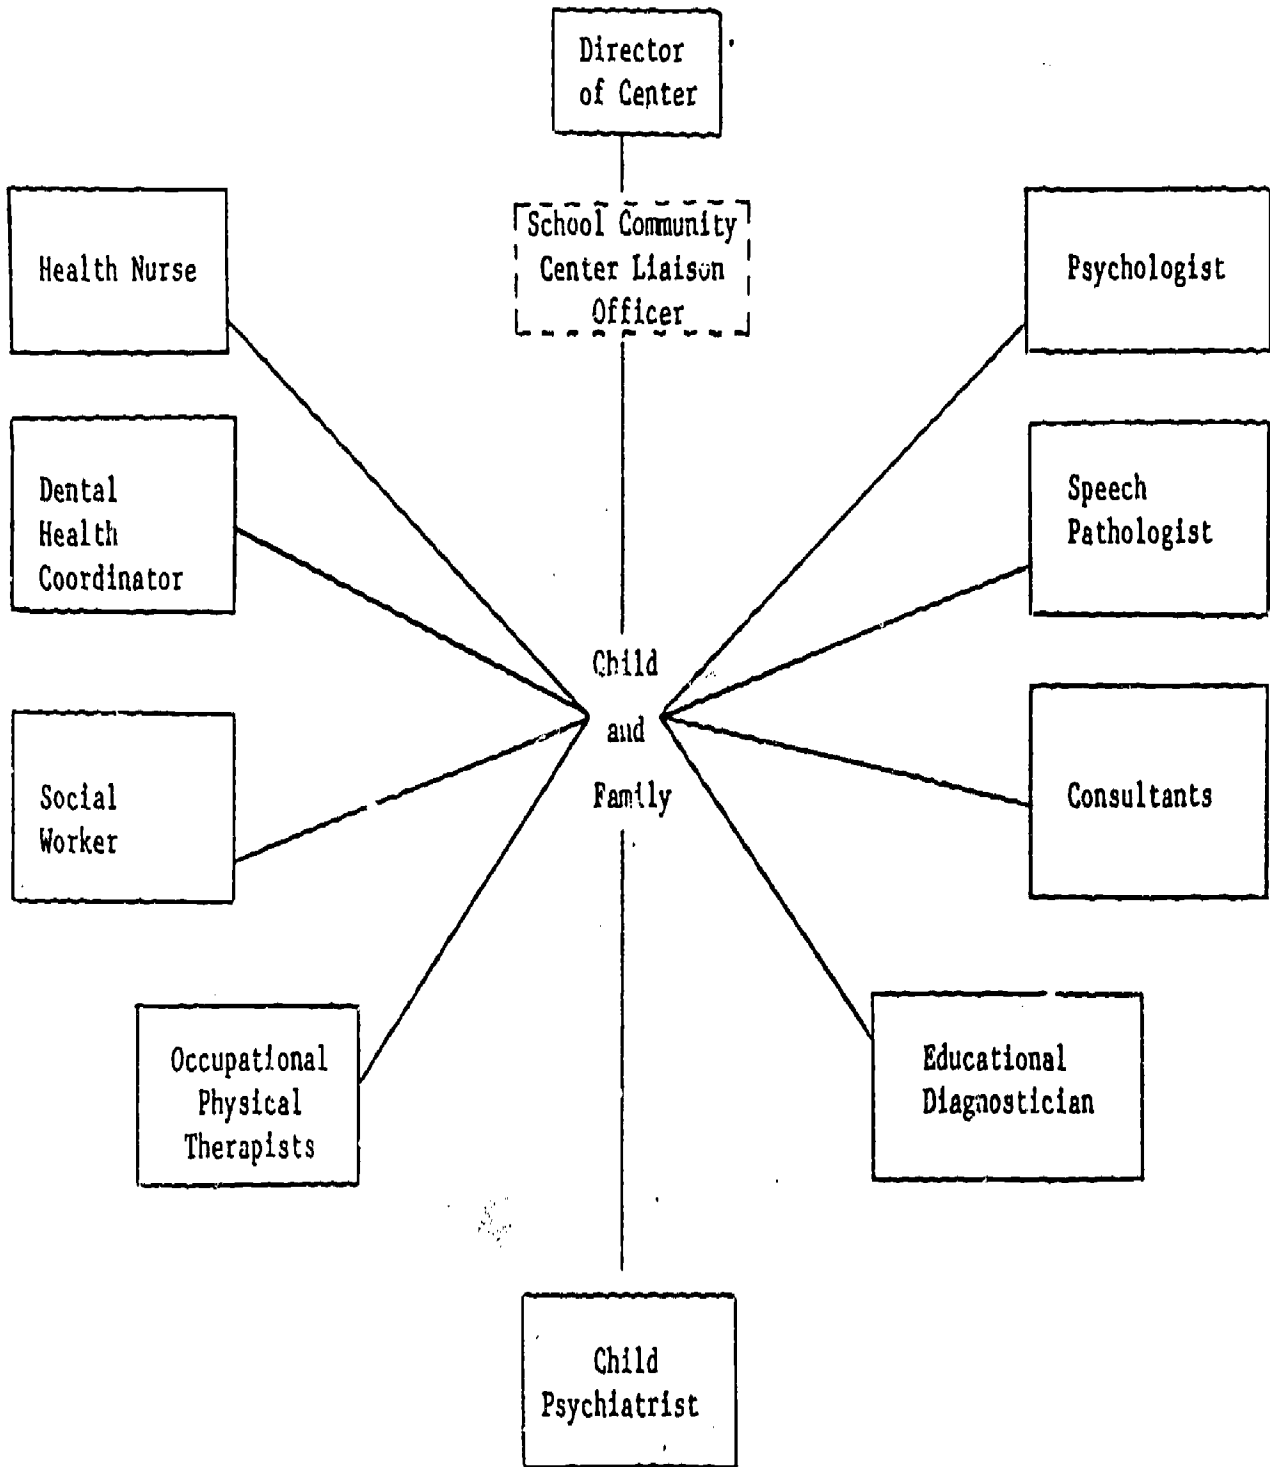 Director
of Center
School Community
Center Liaison
Officer
Health Nurse
Psychologist
Dental
Health
Coordinator
Speech
Pathologist
Child
and
Family
Social
Worker
Consultants
Occupational
Physical
Therapists
Educational
Diagnostician
Child
Psychiatrist